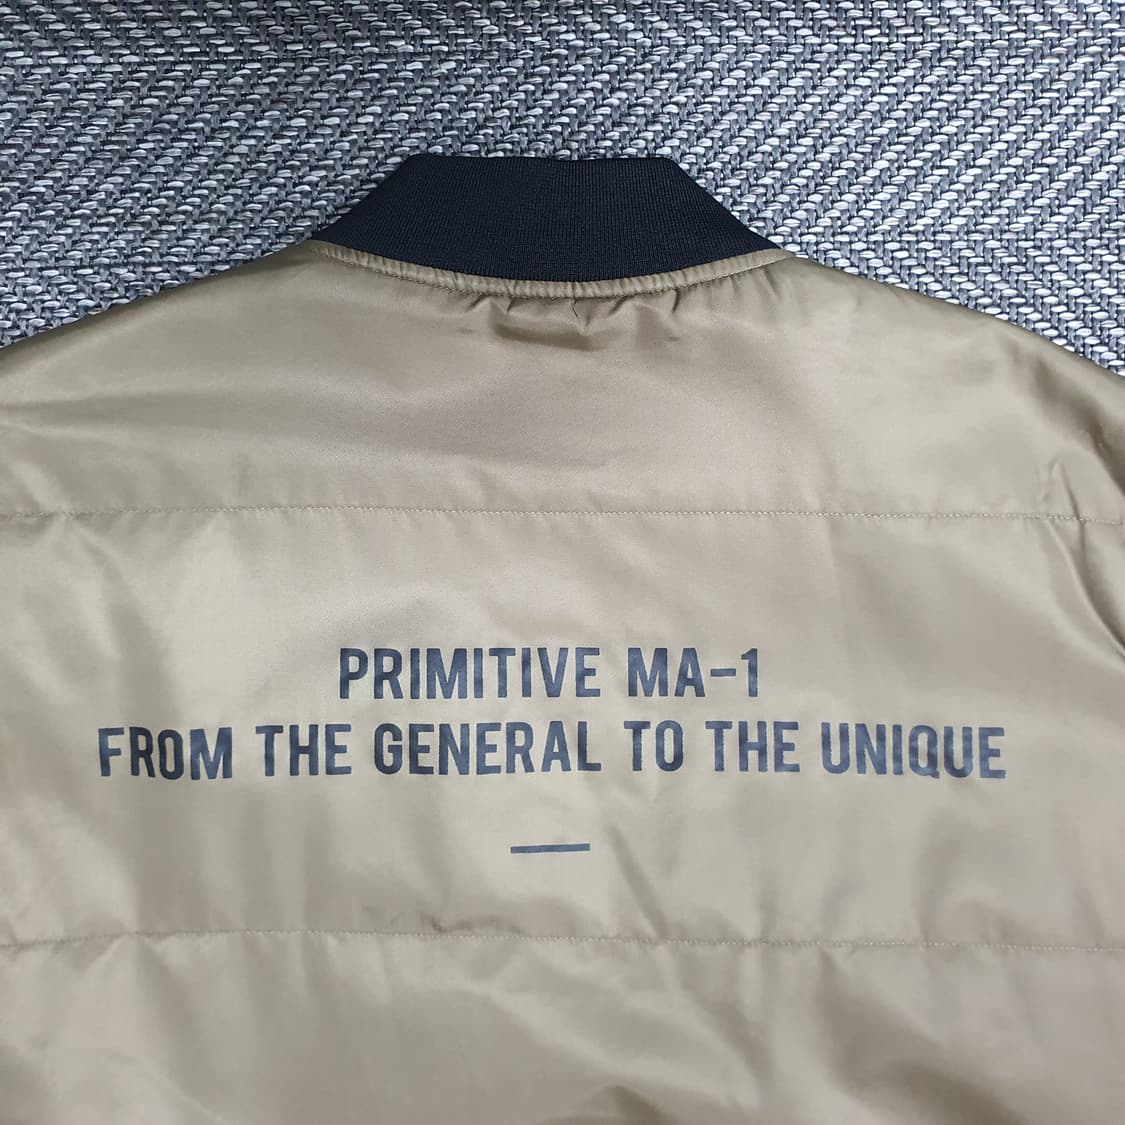 PRIMITIVE MA-1
FROM THE GENERAL TO THE UNIQUE